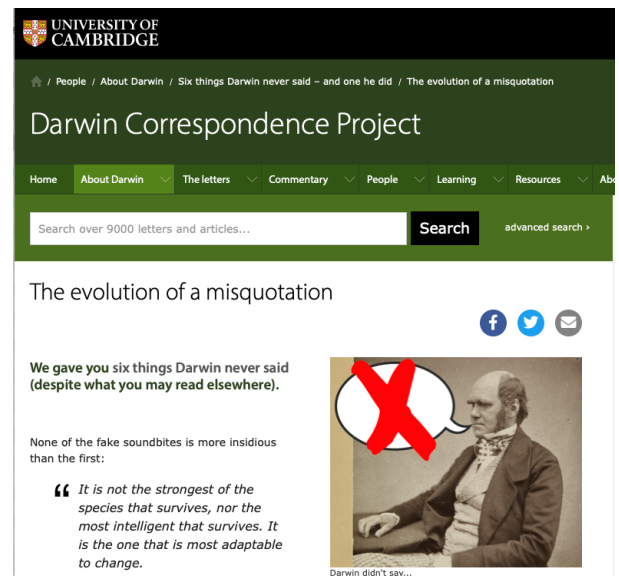 UNIVERSITY OF
CAMBRIDGE
/ People / About Darwin / Six things Darwin never said – and one he did / The evolution of a misquotation
Darwin Correspondence Project
Home About Darwin The letters Commentary People Learning Resources Abo
Search over 9000 letters and articles... Search advanced search ›
The evolution of a misquotation
We gave you six things Darwin never said
(despite what you may read elsewhere).
None of the fake soundbites is more insidious
than the first:
“ It is not the strongest of the
species that survives, nor the
most intelligent that survives. It
is the one that is most adaptable
to change.
Darwin didn't say...